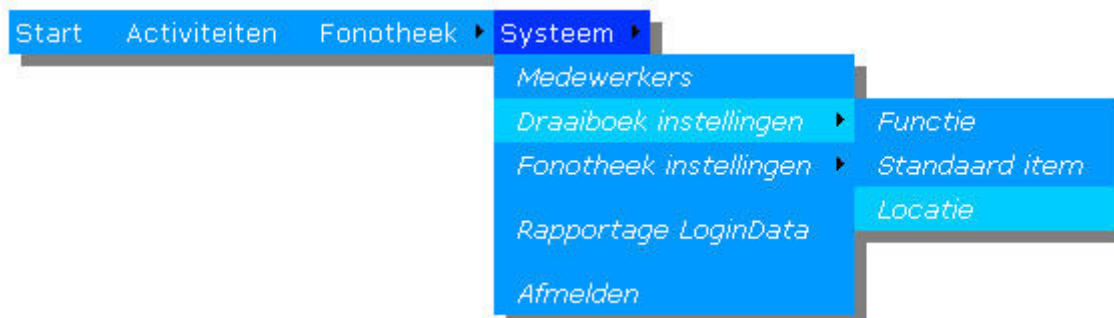 Start Activiteiten Fonotheek Systeem
Medewerkers
Draaiboek instellingen
Fonotheek instellingen
Rapportage LoginData
Afmelden
Functie
Standaard item
Locatie